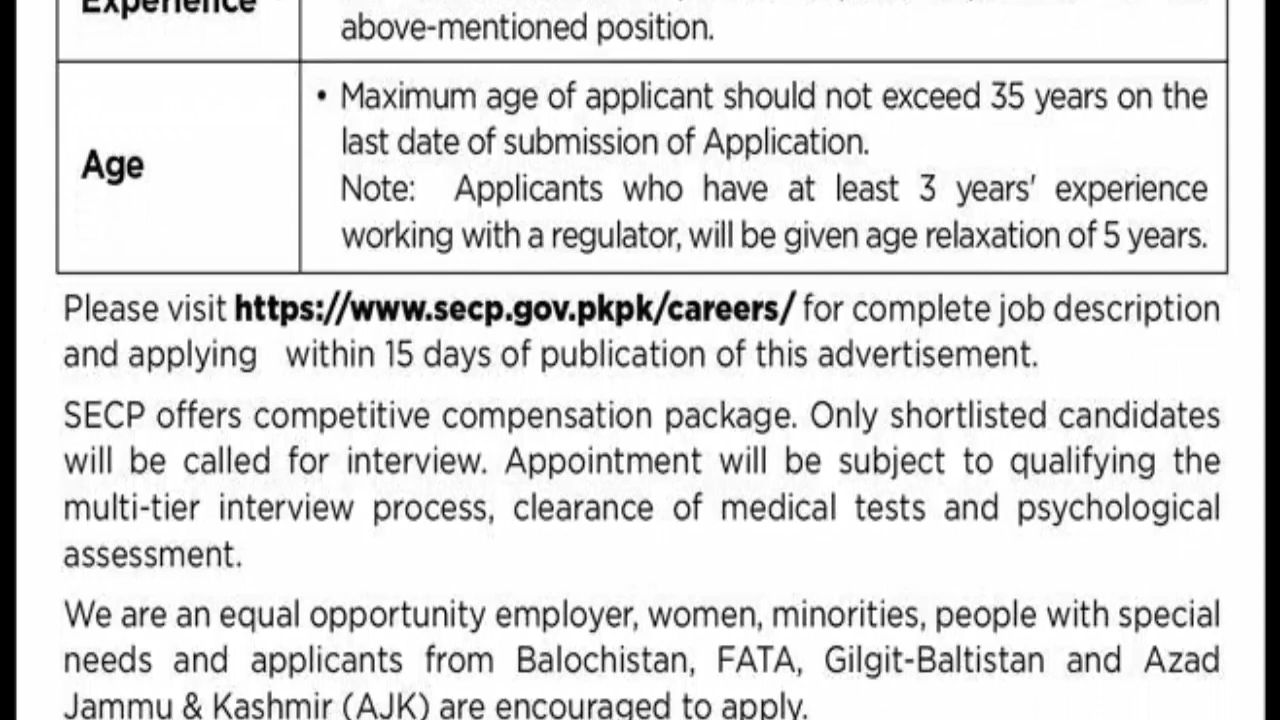 Experience
above-mentioned position.
• Maximum age of applicant should not exceed 35 years on the
last date of submission of Application.
Age
Note: Applicants who have at least 3 years' experience
working with a regulator, will be given age relaxation of 5 years.
Please visit https://www.secp.gov.pkpk/careers/ for complete job description
and applying within 15 days of publication of this advertisement.
SECP offers competitive compensation package. Only shortlisted candidates
will be called for interview. Appointment will be subject to qualifying the
multi-tier interview process, clearance of medical tests and psychological
assessment.
We are an equal opportunity employer, women, minorities, people with special
needs and applicants from Balochistan, FATA, Gilgit-Baltistan and Azad
Jammu & Kashmir (AJK) are encouraged to apply.